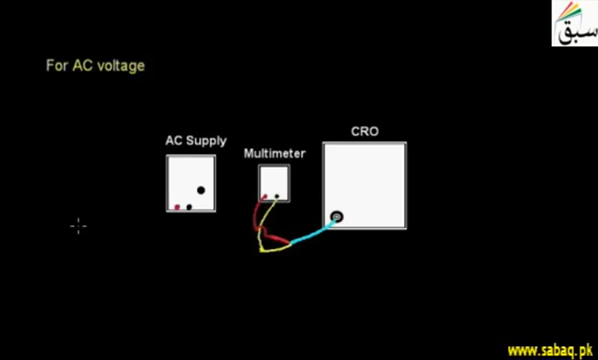 سبق
For AC voltage
CRO
AC Supply
Multimeter
www.sabaq.pk